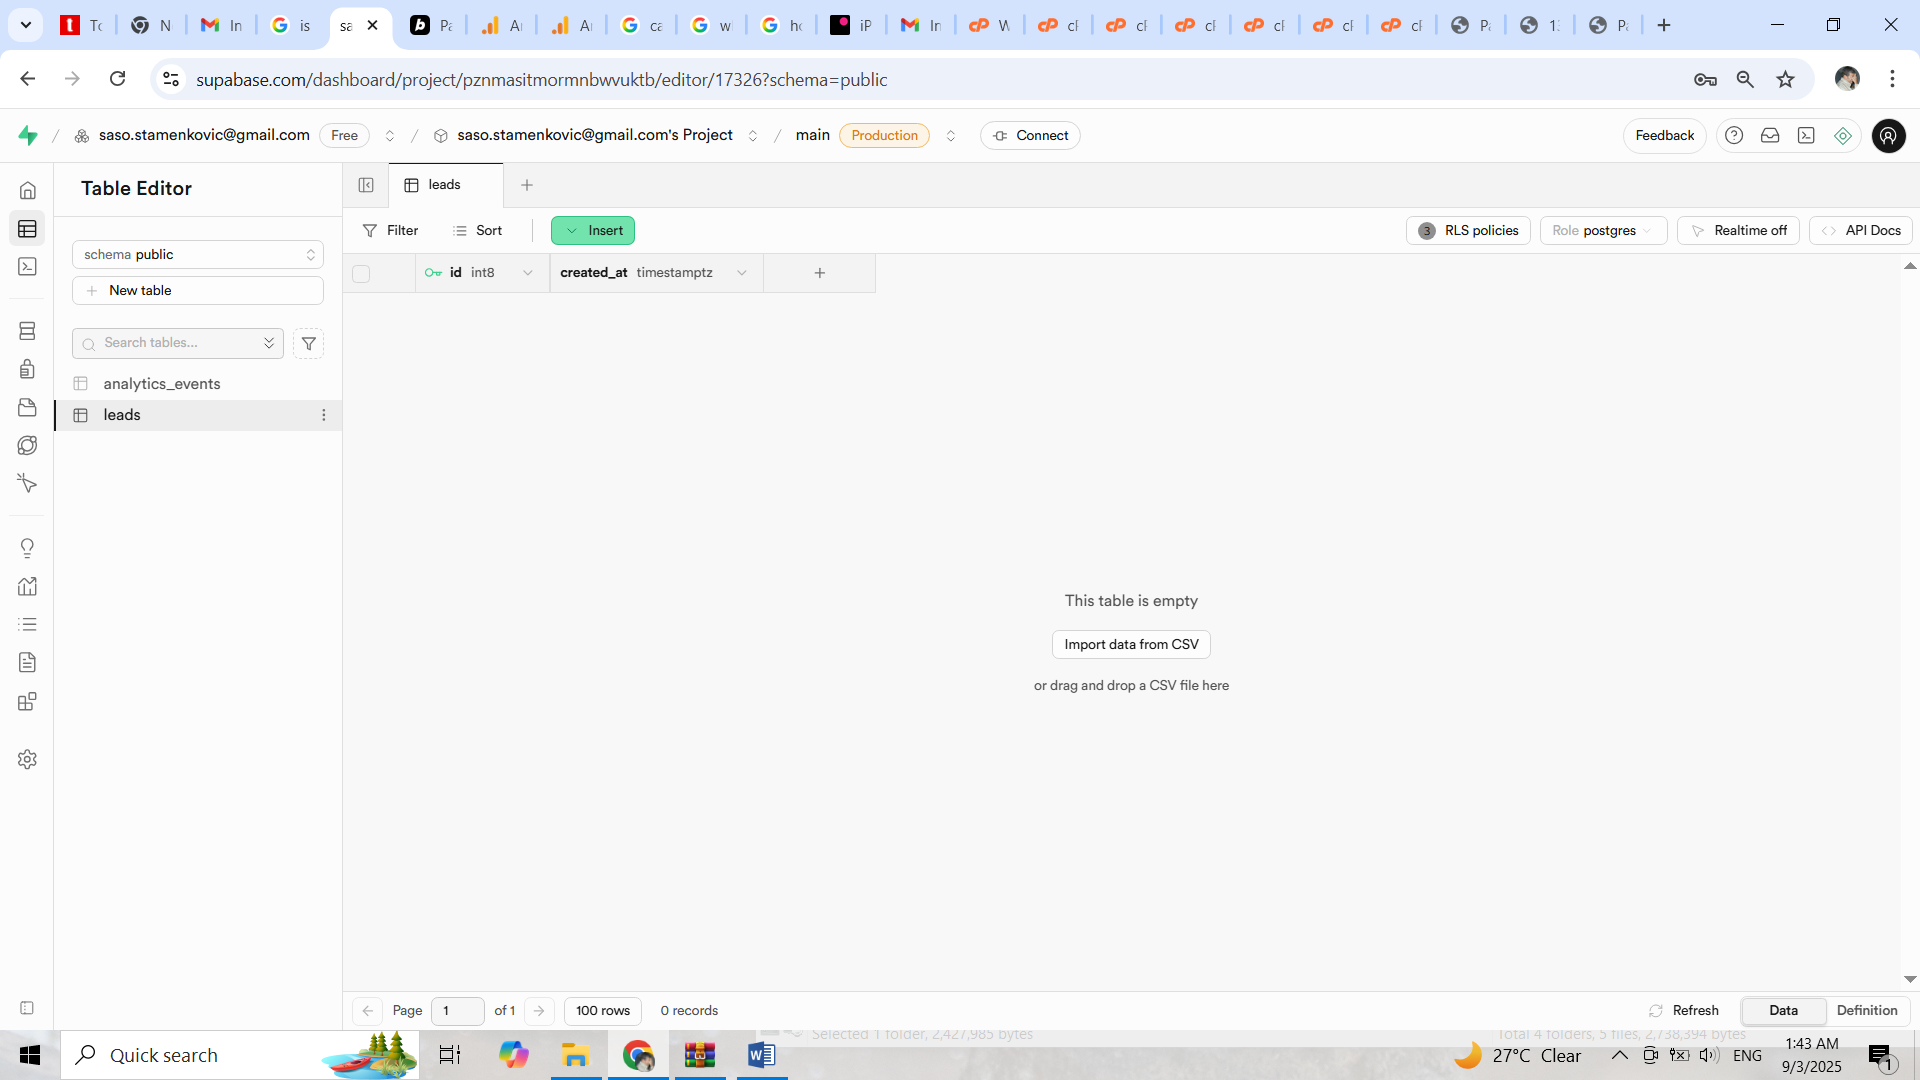 To
N
In
is
sa
Pa
A
A
ca
w
ho
iP
In
W
cl
cl
cl
cl
cl
cl
Pa
1
Pa
supabase.com/dashboard/project/pznmasitmormnbwvuktb/editor/17326?schema=public
/ saso.stamenkovic@gmail.com Free / saso.stamenkovic@gmail.com's Project / main Production Connect Feedback
Table Editor
leads
schema public
New table
Search tables...
analytics_events
leads
Filter Sort Insert 3 RLS policies Role postgres Realtime off API Docs
id int8 created_at timestamptz
This table is empty
Import data from CSV
or drag and drop a CSV file here
Page 1 of 1 100 rows 0 records Refresh Data Definition
Selected 1 folder, 2,427,985 bytes Total 4 folders, 5 files, 2,738,394 bytes
Quick search
27°C Clear ENG 1:43 AM
9/3/2025
1